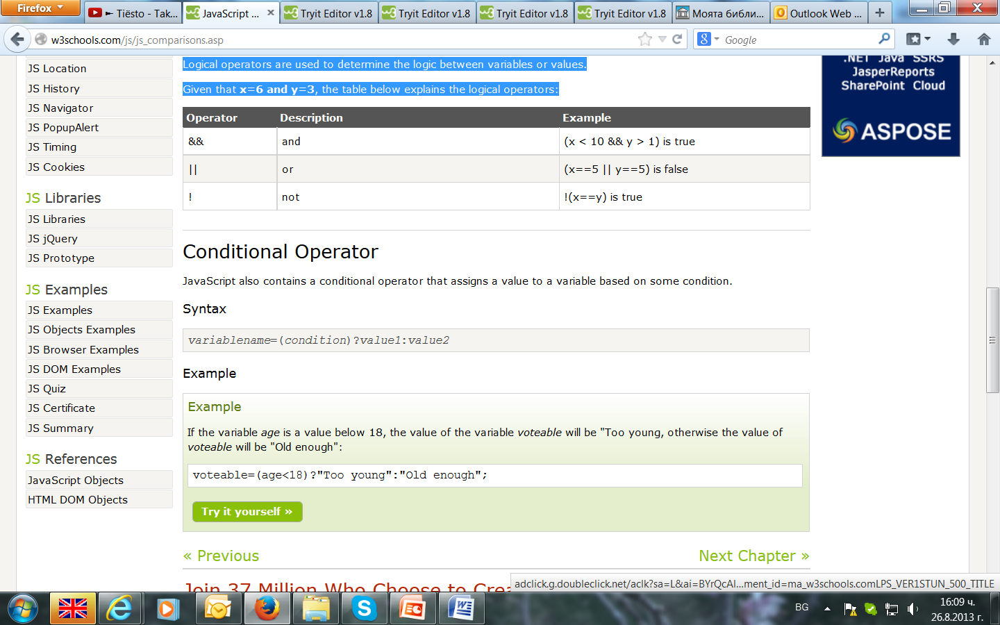 Firefox
► Tiësto - Tak...
JavaScript ...
Tryit Editor v1.8
Tryit Editor v1.8
Tryit Editor v1.8
Tryit Editor v1.8
Моята библи...
Outlook Web ...
w3schools.com/js/js_comparisons.asp
Google
JS Location
JS History
JS Navigator
JS PopupAlert
JS Timing
JS Cookies
JS Libraries
JS Libraries
JS jQuery
JS Prototype
JS Examples
JS Examples
JS Objects Examples
JS Browser Examples
JS DOM Examples
JS Quiz
JS Certificate
JS Summary
JS References
JavaScript Objects
HTML DOM Objects
Logical operators are used to determine the logic between variables or values.
Given that x=6 and y=3, the table below explains the logical operators:
Operator Description Example
&& and (x < 10 && y > 1) is true
|| or (x==5 || y==5) is false
! not !(x==y) is true
Conditional Operator
JavaScript also contains a conditional operator that assigns a value to a variable based on some condition.
Syntax
variablename=(condition)?value1:value2
Example
Example
If the variable age is a value below 18, the value of the variable voteable will be "Too young, otherwise the value of
voteable will be "Old enough":
voteable=(age<18)?"Too young":"Old enough";
Try it yourself »
« Previous
Next Chapter »
Join 37 Million Who Choose to Crea
.NET Java SSRS
JasperReports
SharePoint Cloud
ASPOSE
adclick.g.doubleclick.net/aclk?sa=L&ai=BYrQcAl...ment_id=ma_w3schools.comLPS_VER1STUN_500_TITLE
BG
16:09 ч.
26.8.2013 г.